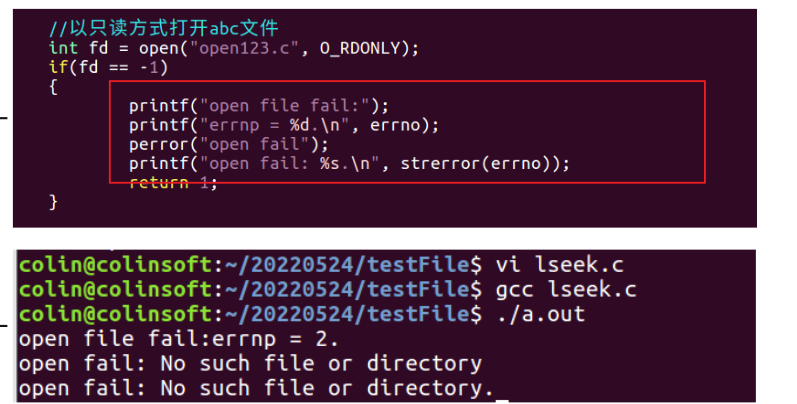 //以只读方式打开abc文件
int fd = open("open123.c", O_RDONLY);
if(fd == -1)
{
printf("open file fail:");
printf("errnp = %d.\n", errno);
perror("open fail");
printf("open fail: %s.\n", strerror(errno));
return 1;
}
colin@colinsoft:~/20220524/testFile$ vi lseek.c
colin@colinsoft:~/20220524/testFile$ gcc lseek.c
colin@colinsoft:~/20220524/testFile$ ./a.out
open file fail:errnp = 2.
open fail: No such file or directory
open fail: No such file or directory.